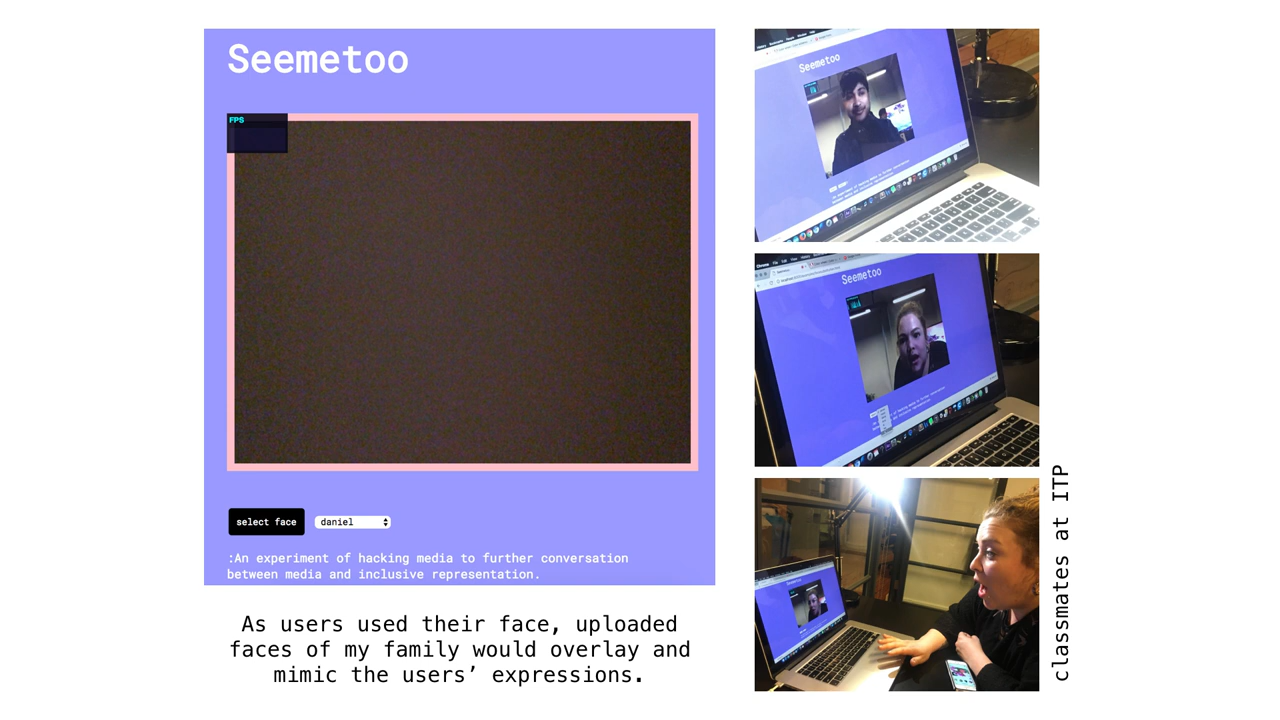 Seemetoo
FPS
select face
daniel
:An experiment of hacking media to further conversation
between media and inclusive representation.
As users used their face, uploaded
faces of my family would overlay and
mimic the users’ expressions.
Seemetoo
Seemetoo
classmates at ITP